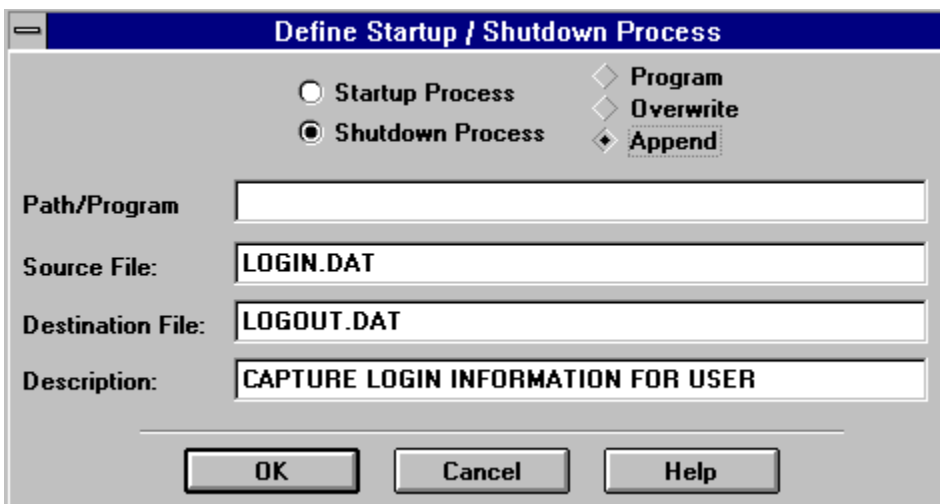 Define Startup / Shutdown Process
Startup Process
Shutdown Process
Program
Overwrite
Append
Path/Program
Source File: LOGIN.DAT
Destination File: LOGOUT.DAT
Description: CAPTURE LOGIN INFORMATION FOR USER
OK Cancel Help